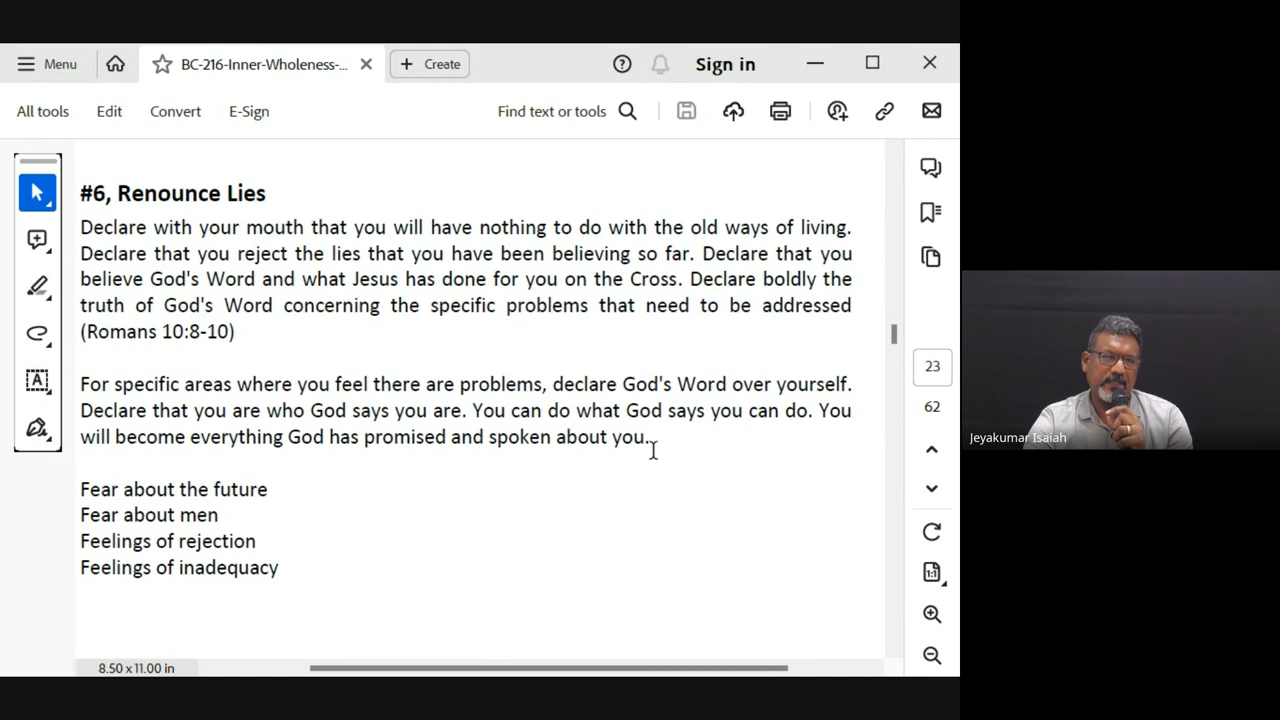 Menu
BC-216-Inner-Wholeness-...
Create
Sign in
All tools
Edit
Convert
E-Sign
Find text or tools
#6, Renounce Lies
Declare with your mouth that you will have nothing to do with the old ways of living.
Declare that you reject the lies that you have been believing so far. Declare that you
believe God's Word and what Jesus has done for you on the Cross. Declare boldly the
truth of God's Word concerning the specific problems that need to be addressed
(Romans 10:8-10)
For specific areas where you feel there are problems, declare God's Word over yourself.
Declare that you are who God says you are. You can do what God says you can do. You
will become everything God has promised and spoken about you.
Fear about the future
Fear about men
Feelings of rejection
Feelings of inadequacy
23
62
1:1
8.50 x 11.00 in
Jeyakumar Isaiah